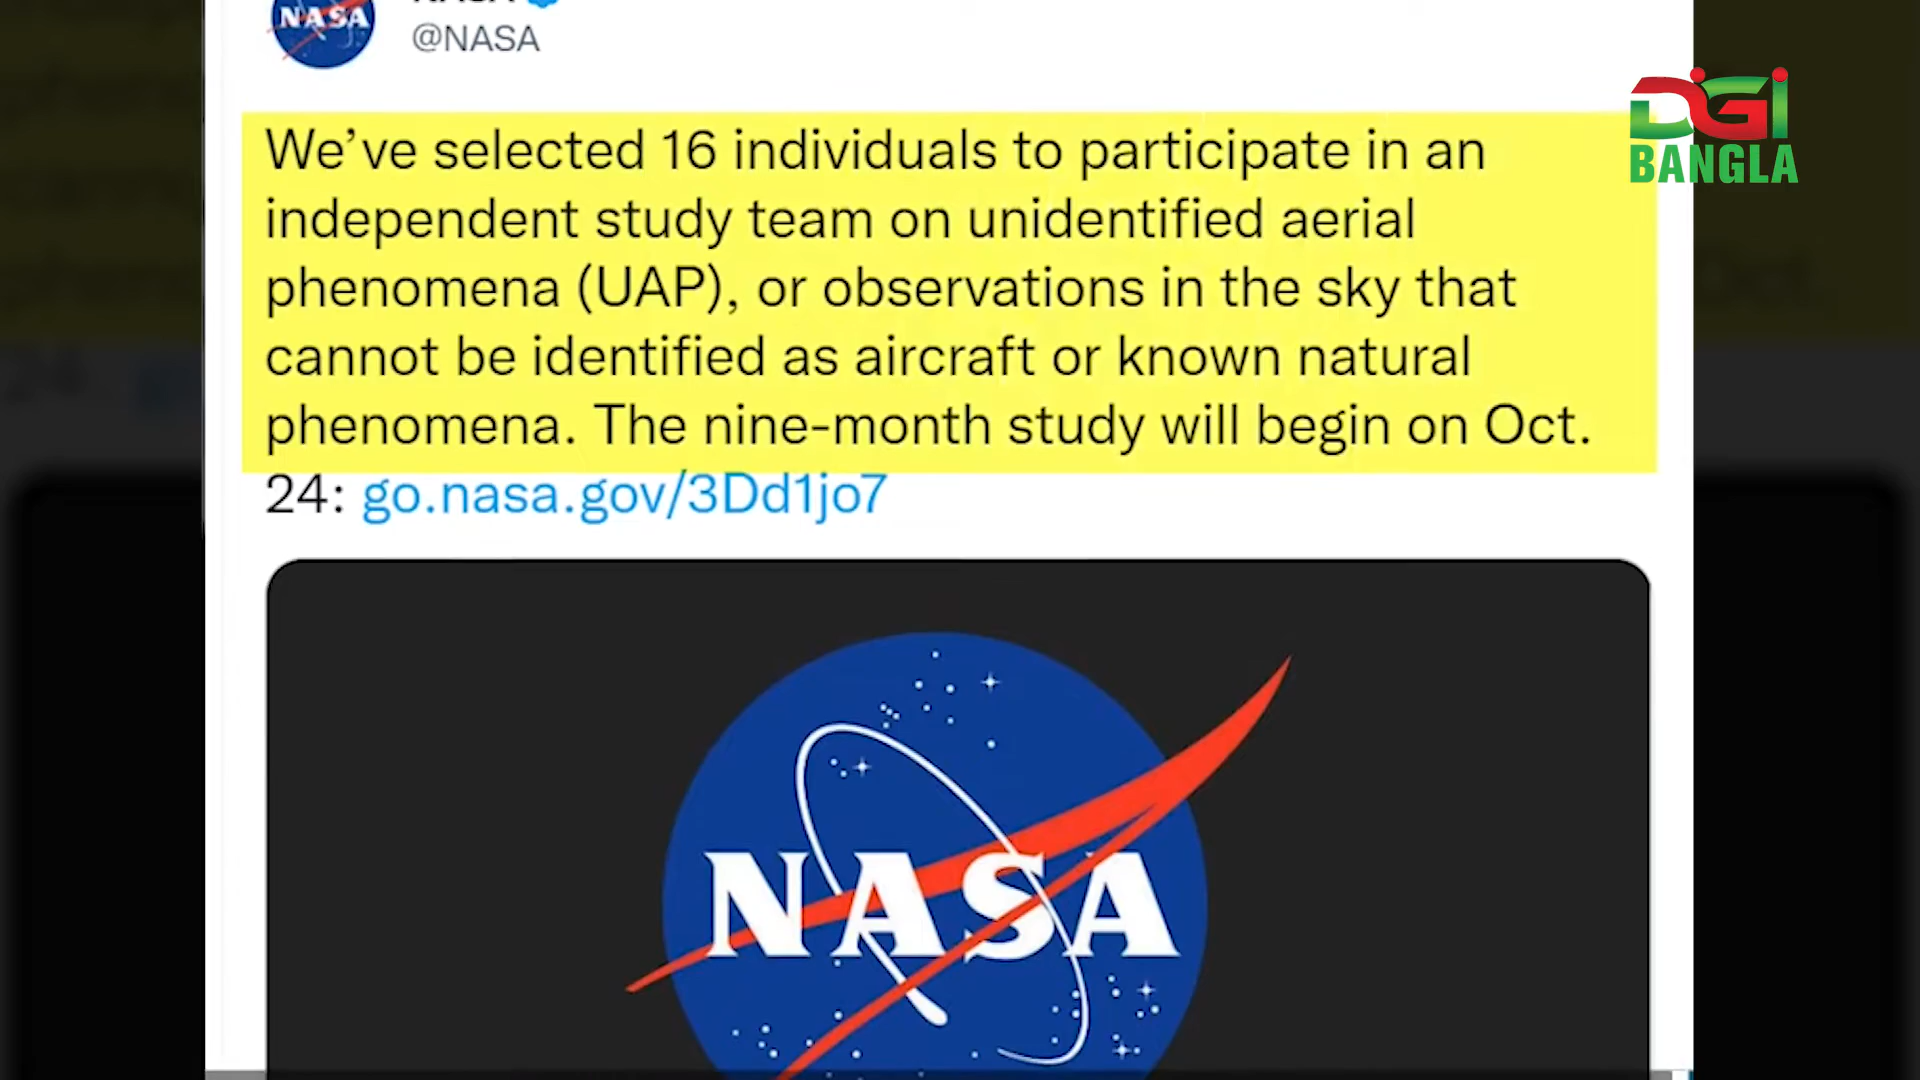 NASA
NASA
@NASA
DGI
BANGLA
We've selected 16 individuals to participate in an
independent study team on unidentified aerial
phenomena (UAP), or observations in the sky that
cannot be identified as aircraft or known natural
phenomena. The nine-month study will begin on Oct.
24: go.nasa.gov/3Dd1jo7
NASA